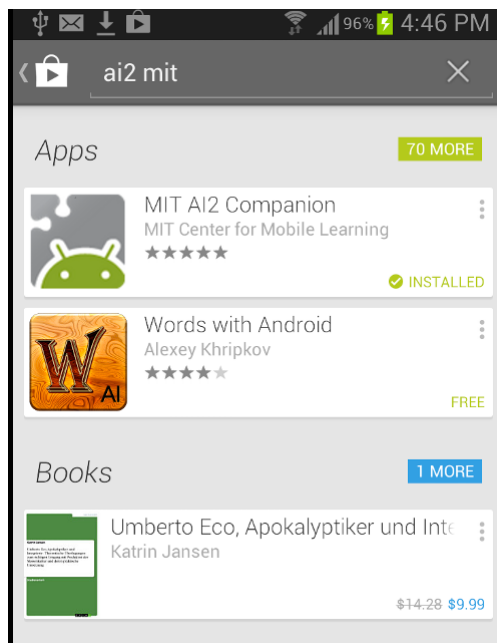 96% 4:46 PM
ai2 mit
Apps
70 MORE
MIT AI2 Companion
MIT Center for Mobile Learning
INSTALLED
W
AI
Words with Android
Alexey Khripkov
FREE
Books
1 MORE
Umberto Eco, Apokalyptiker und Inte
Katrin Jansen
$14.28 $9.99